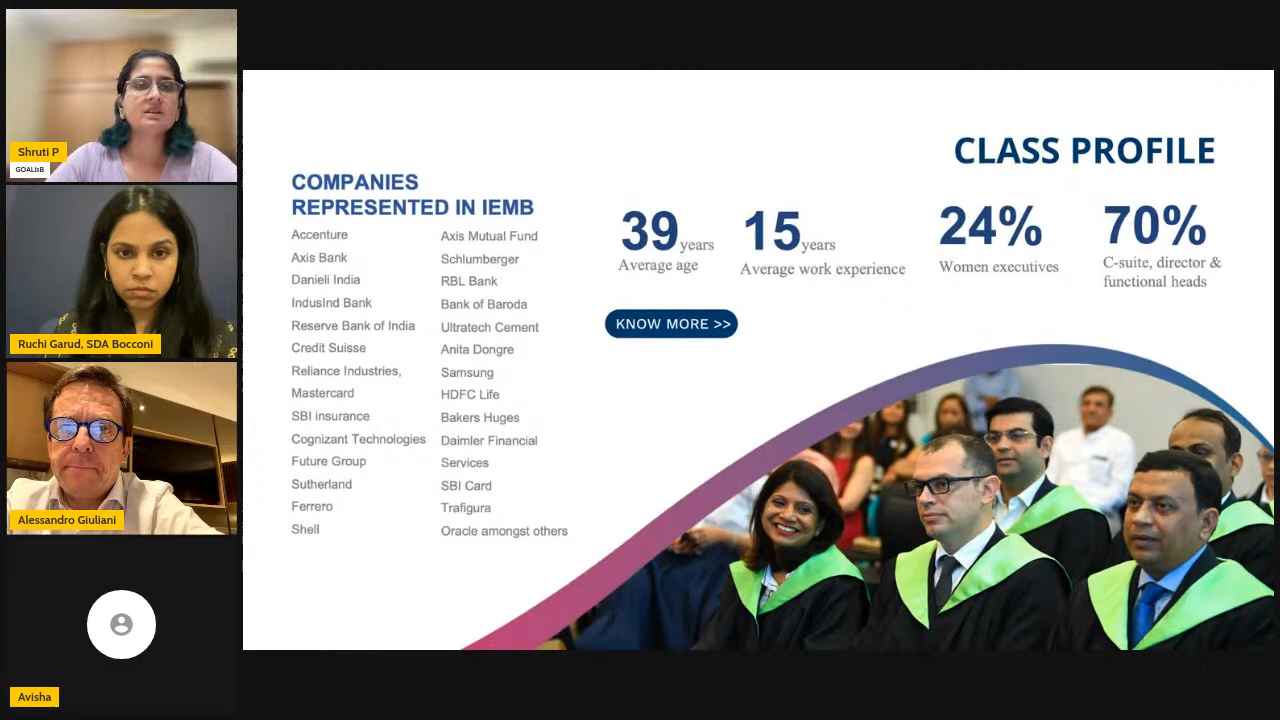 Shruti P
GOALisB
Ruchi Garud, SDA Bocconi
Alessandro Giuliani
Avisha
CLASS PROFILE
COMPANIES
REPRESENTED IN IEMB
Accenture
Axis Bank
Danieli India
IndusInd Bank
Reserve Bank of India
Credit Suisse
Reliance Industries,
Mastercard
SBI insurance
Cognizant Technologies
Future Group
Sutherland
Ferrero
Shell
Axis Mutual Fund
Schlumberger
RBL Bank
Bank of Baroda
Ultratech Cement
Anita Dongre
Samsung
HDFC Life
Bakers Huges
Daimler Financial
Services
SBI Card
Trafigura
Oracle amongst others
39 years
Average age
15 years
Average work experience
24%
Women executives
70%
C-suite, director &
functional heads
KNOW MORE >>